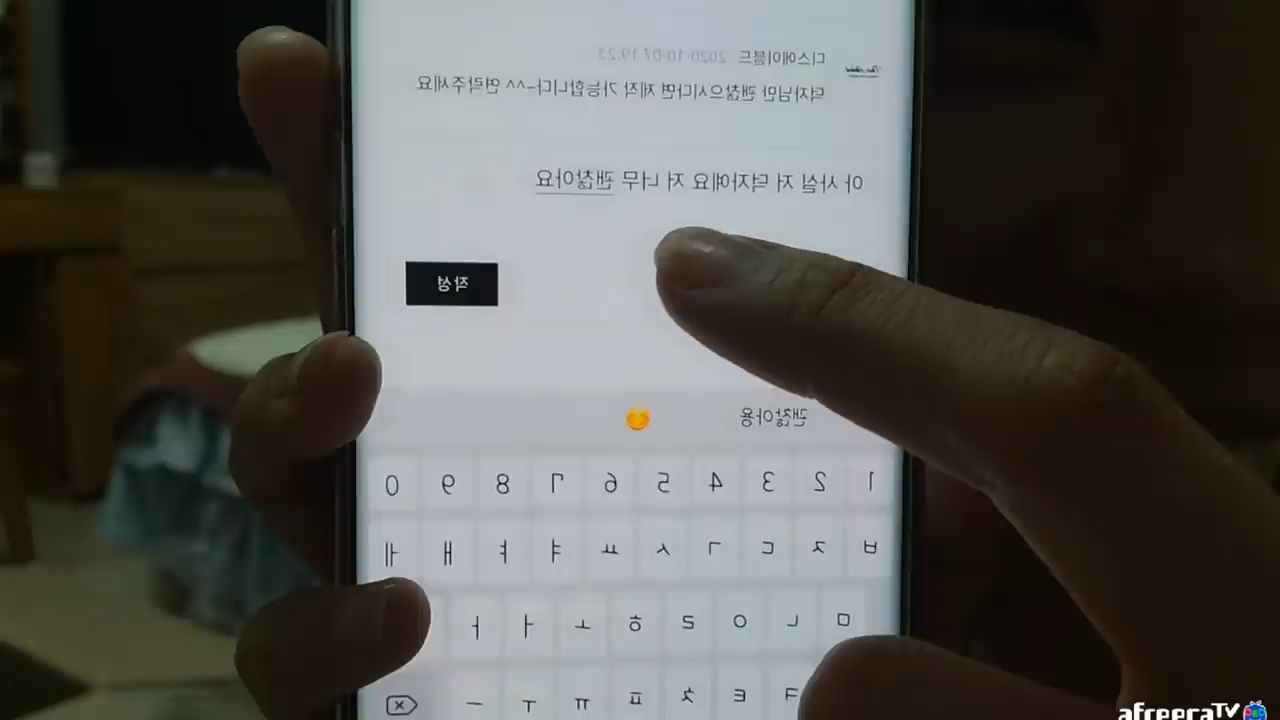 디스에이블드 2020-10-07 19:23
덕자님만 괜찮으시다면 제작 가능합니다~^^ 연락주세요
아 사실 저 덕자예요 저 너무 괜찮아요
작성
괜찮아용
1 2 3 4 5 6 7 8 9 0
ㅂ ㅈ ㄷ ㄱ ㅅ ㅛ ㅕ ㅑ ㅐ ㅔ
ㅁ ㄴ ㅇ ㄹ ㅎ ㅗ ㅓ ㅏ
ㅋ ㅌ ㅊ ㅍ ㅠ ㅜ ㅡ
afreecaTV